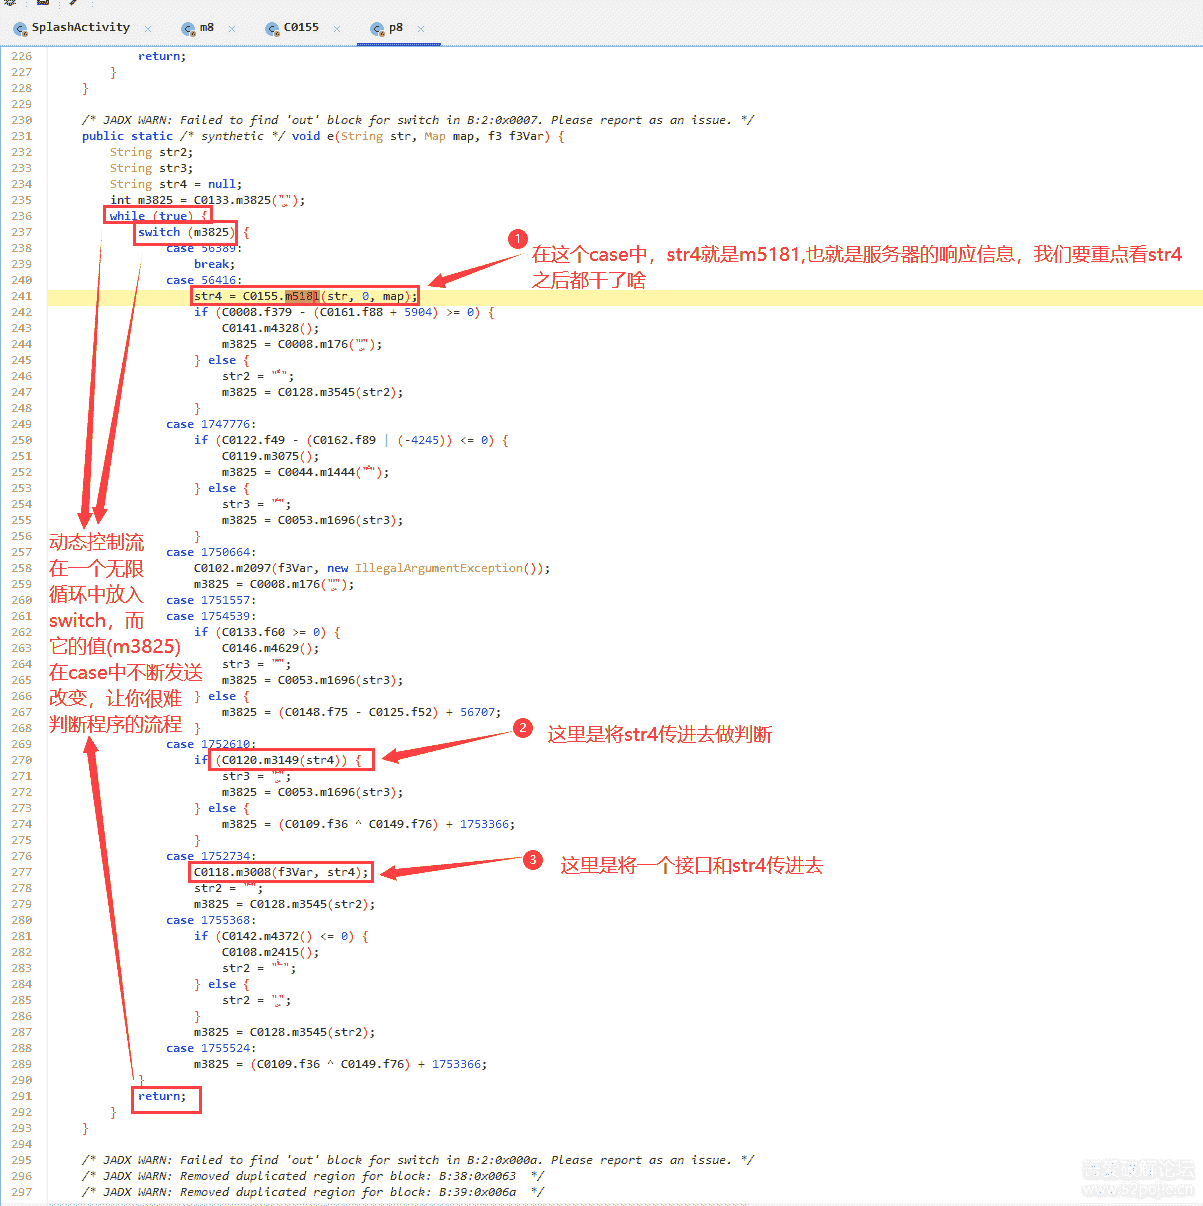 SplashActivity × m8 × C0155 × p8 ×
226 return;
227 }
228 }
229
230 /* JADX WARN: Failed to find 'out' block for switch in B:2:0x0007. Please report as an issue. */
231 public static /* synthetic */ void e(String str, Map map, f3 f3Var) {
232 String str2;
233 String str3;
234 String str4 = null;
235 int m3825 = C0133.m3825("");
236 while (true) {
237 switch (m3825) {
238 case 56389:
239 break;
240 case 56416:
① 在这个case中，str4就是m5181,也就是服务器的响应信息，我们要重点看str4
之后都干了啥
241 str4 = C0155.m5181(str, 0, map);
242 if (C0008.f379 - (C0161.f88 + 5904) >= 0) {
243 C0141.m4328();
244 m3825 = C0008.m176("");
245 } else {
246 str2 = "";
247 m3825 = C0128.m3545(str2);
248 }
249 case 1747776:
250 if (C0122.f49 - (C0162.f89 | (-4245)) <= 0) {
251 C0119.m3075();
252 m3825 = C0044.m1444("");
253 } else {
254 str3 = "";
255 m3825 = C0053.m1696(str3);
256 }
257 case 1750664:
258 C0102.m2097(f3Var, new IllegalArgumentException());
259 m3825 = C0008.m176("");
260 case 1751557:
261 case 1754539:
262 if (C0133.f60 >= 0) {
263 C0146.m4629();
264 str3 = "";
265 m3825 = C0053.m1696(str3);
266 } else {
267 m3825 = (C0148.f75 - C0125.f52) + 56707;
268 }
动态控制流
在一个无限
循环中放入
switch，而
它的值(m3825)
在case中不断发送
改变，让你很难
判断程序的流程
269 case 1752610:
② 这里是将str4传进去做判断
270 if (C0120.m3149(str4)) {
271 str3 = "";
272 m3825 = C0053.m1696(str3);
273 } else {
274 m3825 = (C0109.f36 ^ C0149.f76) + 1753366;
275 }
276 case 1752734:
③ 这里是将一个接口和str4传进去
277 C0118.m3008(f3Var, str4);
278 str2 = "";
279 m3825 = C0128.m3545(str2);
280 case 1755368:
281 if (C0142.m4372() <= 0) {
282 C0108.m2415();
283 str2 = "";
284 } else {
285 str2 = "";
286 }
287 m3825 = C0128.m3545(str2);
288 case 1755524:
289 m3825 = (C0109.f36 ^ C0149.f76) + 1753366;
290 }
291 return;
292 }
293 }
294
295 /* JADX WARN: Failed to find 'out' block for switch in B:2:0x000a. Please report as an issue. */
296 /* JADX WARN: Removed duplicated region for block: B:38:0x0063 */
297 /* JADX WARN: Removed duplicated region for block: B:39:0x006a */
吾爱破解论坛
www.52pojie.cn